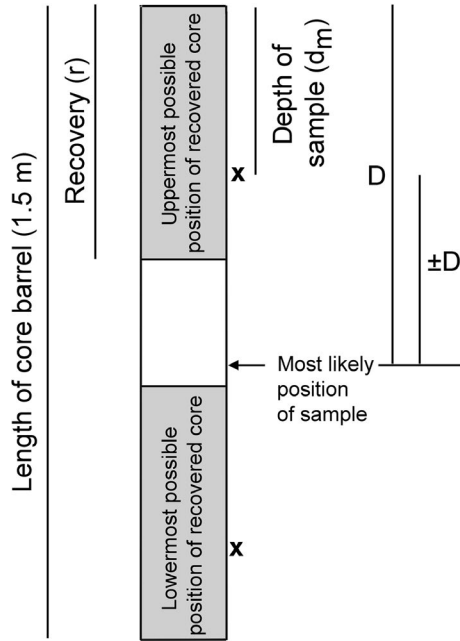 Length of core barrel (1.5 m)
Recovery (r)
Uppermost possible
position of recovered core
x
Depth of
sample (dm)
D
±D
Most likely
position
of sample
Lowermost possible
position of recovered core
x